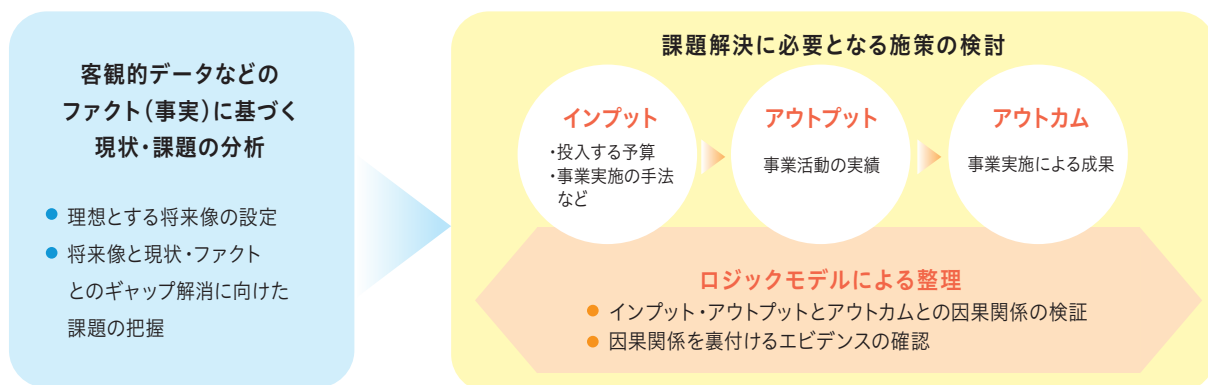 客観的データなどの
ファクト(事実)に基づく
現状・課題の分析
● 理想とする将来像の設定
● 将来像と現状・ファクト
とのギャップ解消に向けた
課題の把握
課題解決に必要となる施策の検討
インプット
・投入する予算
・事業実施の手法
など
アウトプット
事業活動の実績
アウトカム
事業実施による成果
ロジックモデルによる整理
● インプット・アウトプットとアウトカムとの因果関係の検証
● 因果関係を裏付けるエビデンスの確認